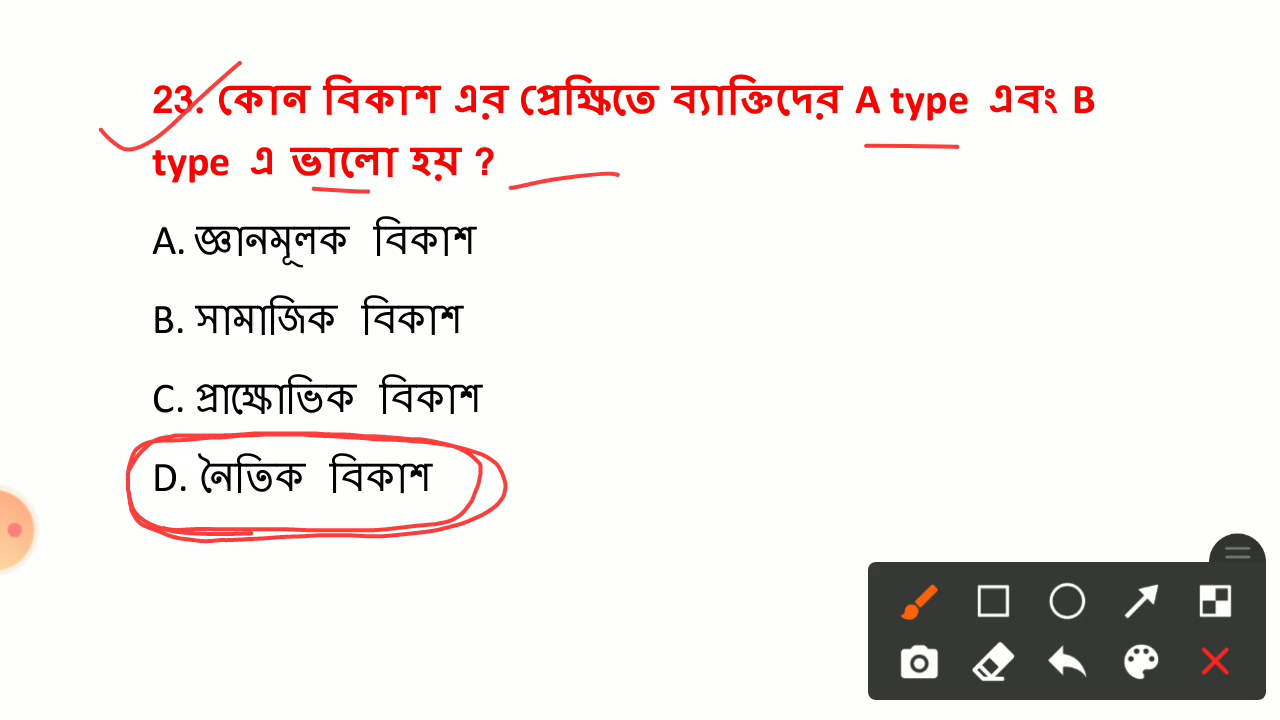 23. কোন বিকাশ এর প্রেক্ষিতে ব্যাক্তিদের A type এবং B
type এ ভালো হয় ?
A. জ্ঞানমূলক বিকাশ
B. সামাজিক বিকাশ
C. প্রাক্ষোভিক বিকাশ
D. নৈতিক বিকাশ